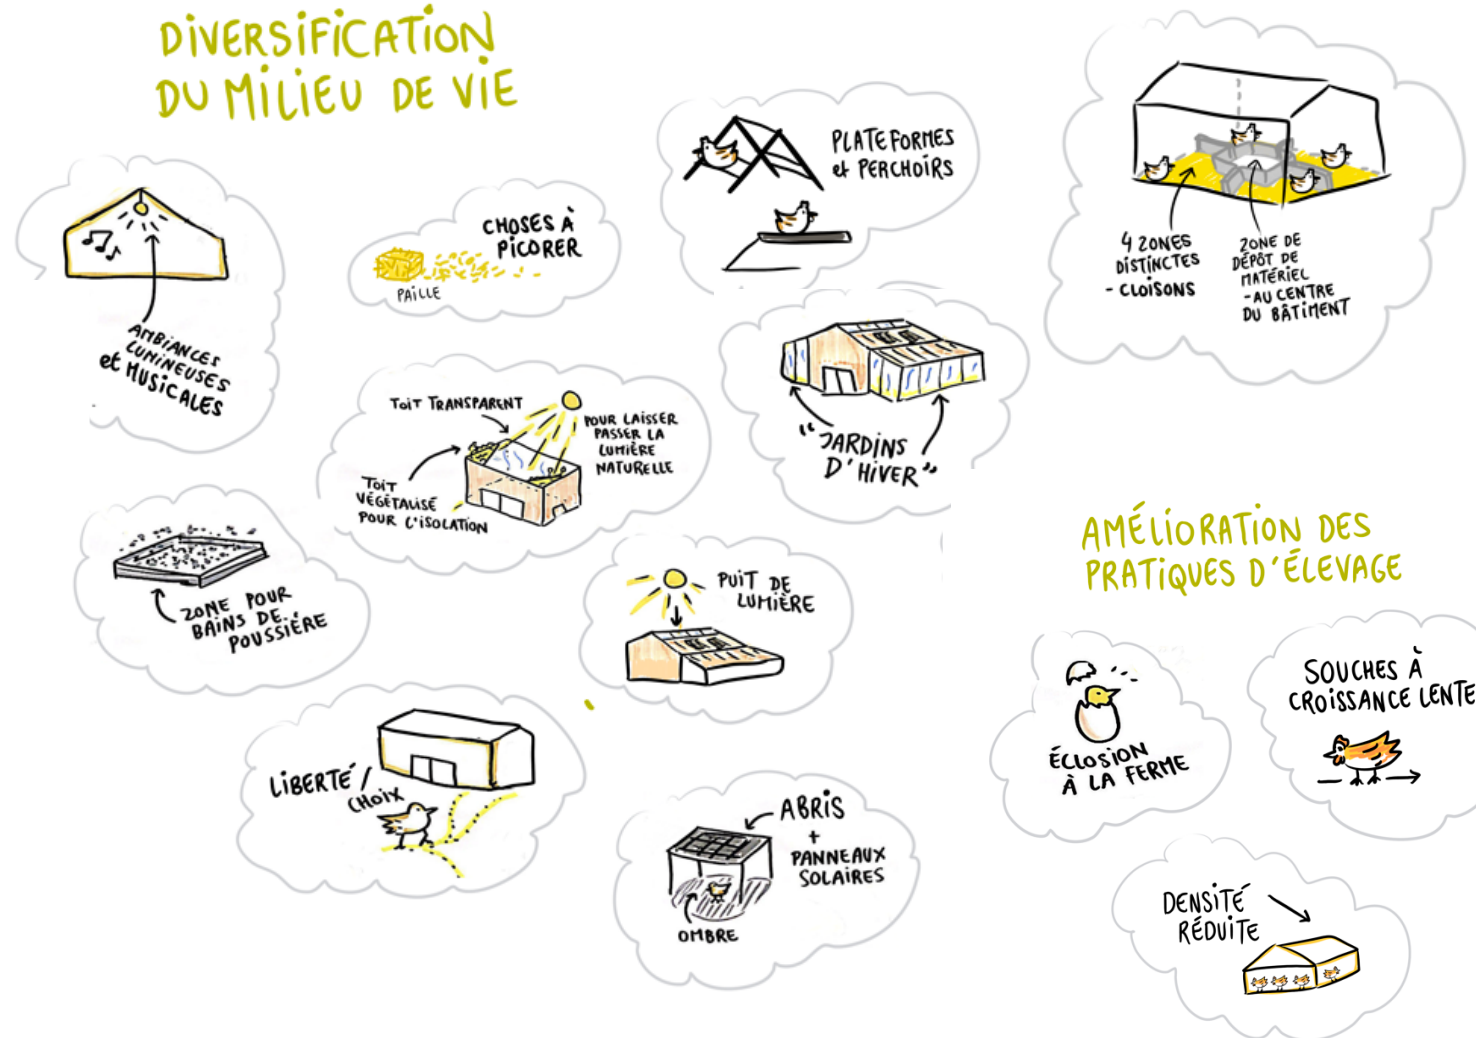 DiVERSiFiCATiON
DU MiLiEU DE ViE
AMBIANCES
LUMINEUSES
et MUSICALES
CHOSES À
PICORER
PAiLLE
PLATEFORMES
et PERCHOIRS
4 ZONES
DISTINCTES
- CLOISONS
ZONE DE
DÉPÔT DE
MATÉRIEL
- AU CENTRE
DU BÂTIMENT
TOIT TRANSPARENT
POUR LAISSER
PASSER LA
LUMIÈRE
NATURELLE
TOIT
VÉGÉTALISÉ
POUR L'ISOLATION
"JARDINS
D'HIVER"
ZONE POUR
BAINS DE
POUSSIÈRE
PUIT DE
LUMIÈRE
LIBERTÉ/
CHOIX
ABRIS
+
PANNEAUX
SOLAIRES
OMBRE
AMÉLiORATiON DES
PRATiQUES D'ÉLEVAGE
ÉCLOSION
À LA FERME
SOUCHES À
CROISSANCE LENTE
DENSITÉ
RÉDUITE